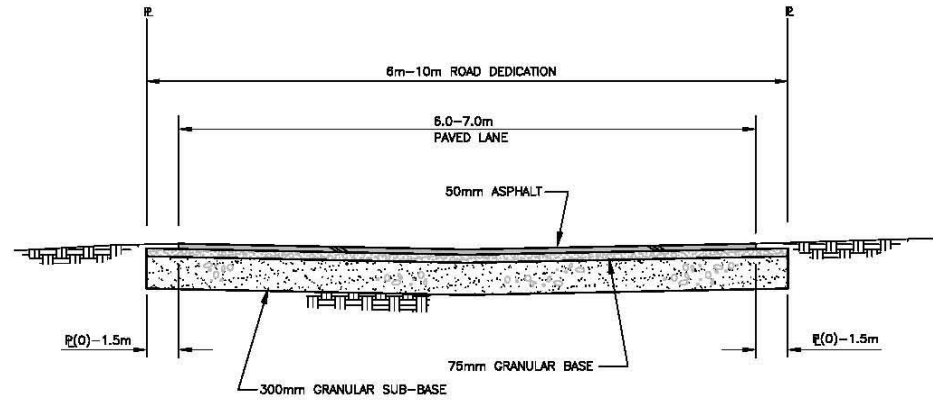 ℄ ℄
6m-10m ROAD DEDICATION
6.0-7.0m
PAVED LANE
50mm ASPHALT
℄(0)-1.5m
℄(0)-1.5m
75mm GRANULAR BASE
300mm GRANULAR SUB-BASE